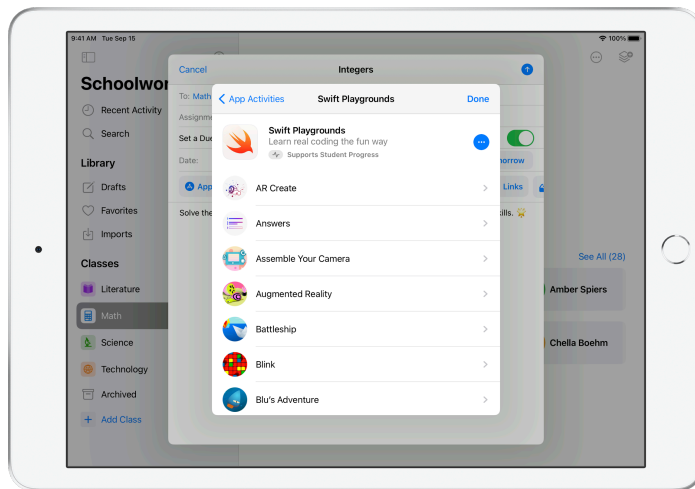 9:41 AM Tue Sep 15
100%
Schoolwor
Recent Activity
Search
Library
Drafts
Favorites
Imports
Classes
Literature
Math
Science
Technology
Archived
Add Class
Cancel
Integers
To: Math
Assignme
Set a Due
Date:
orrow
App
Links
Solve the
kills.
App Activities
Swift Playgrounds
Done
Swift Playgrounds
Learn real coding the fun way
Supports Student Progress
AR Create
Answers
Assemble Your Camera
Augmented Reality
Battleship
Blink
Blu's Adventure
See All (28)
Amber Spiers
Chella Boehm